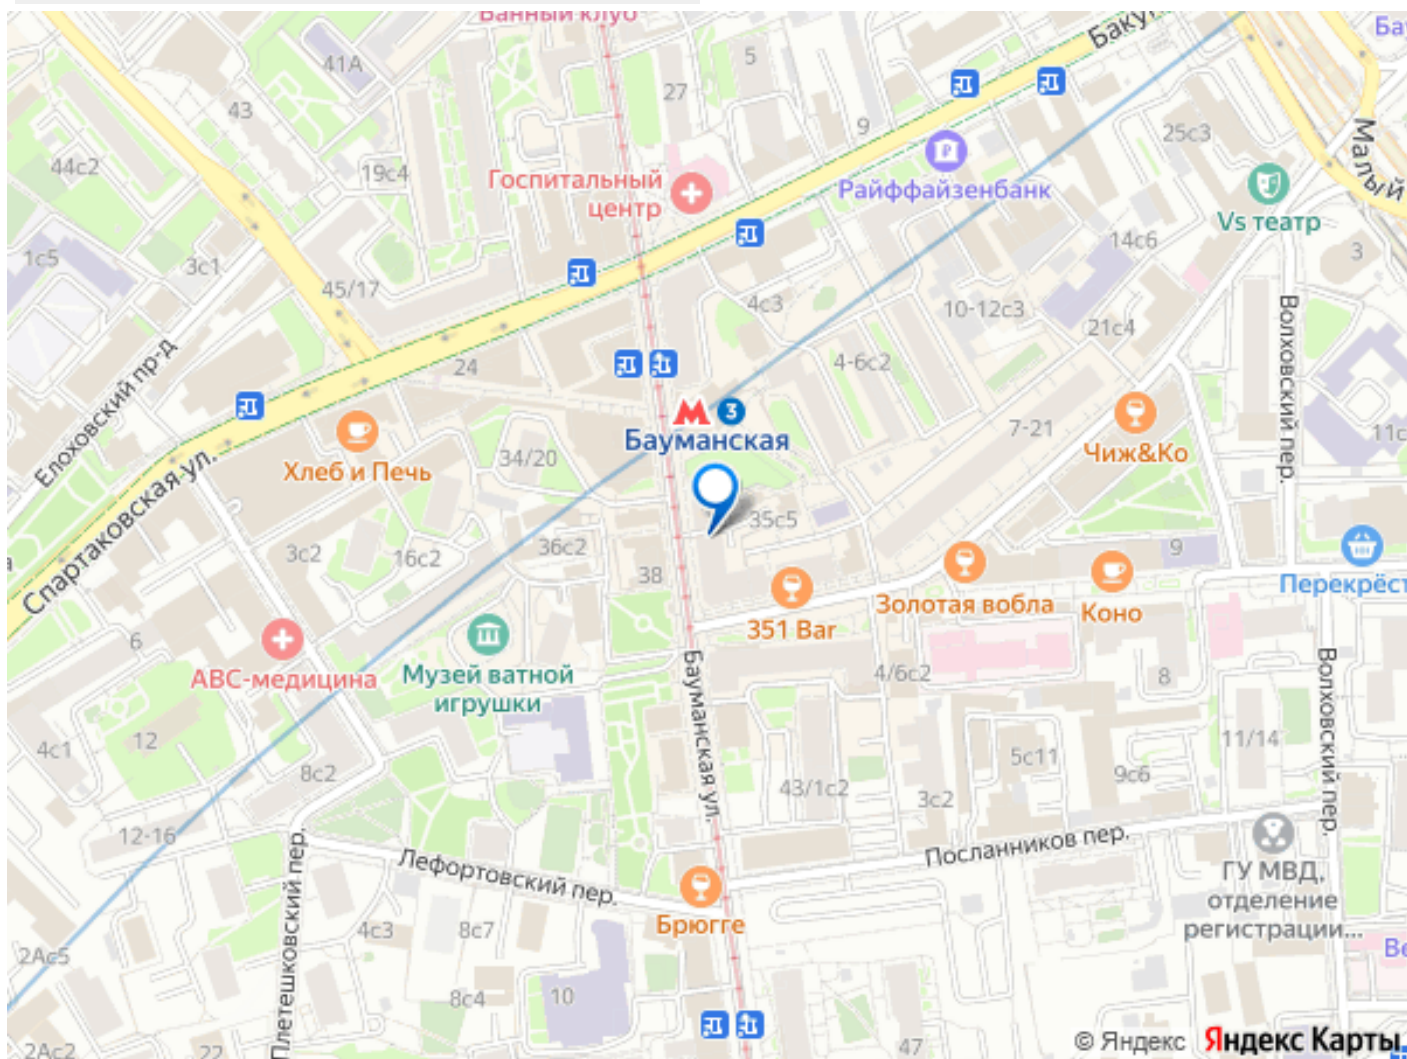 Банный клуб
Баку
41А
5
27
43
9
44с2
19с4
25с3
Малый
Госпитальный
центр
Райффайзенбанк
Vs театр
1с5
3с1
45/17
14с6
3
4с3
10-12с3
21с4
Волховский пер.
Елоховский пр-д
24
4-6с2
3
Бауманская
7-21
Чиж&Ко
11с
Хлеб и Печь
34/20
Спартаковская ул.
35с5
3с2
16с2
36с2
38
9
Перекрёст
Золотая вобла
Коно
351 Bar
6
АВС-медицина
Музей ватной
игрушки
Бауманская ул.
4/6с2
8
Волховский пер.
4с1
12
8с2
5с11
11/14
9с6
43/1с2
3с2
12-16
Плетешковский пер.
Лефортовский пер.
Посланников пер.
ГУ МВД,
отделение
регистрации...
Брюгге
4с3
8с7
2Ас5
8с4
10
2Ас2
22
47
© Яндекс Яндекс Карты